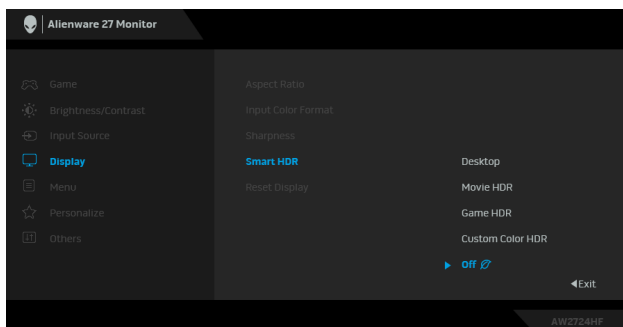 Alienware 27 Monitor
Game
Brightness/Contrast
Input Source
Display
Menu
Personalize
Others
Aspect Ratio
Input Color Format
Sharpness
Smart HDR
Reset Display
Desktop
Movie HDR
Game HDR
Custom Color HDR
Off
Exit
AW2724HF